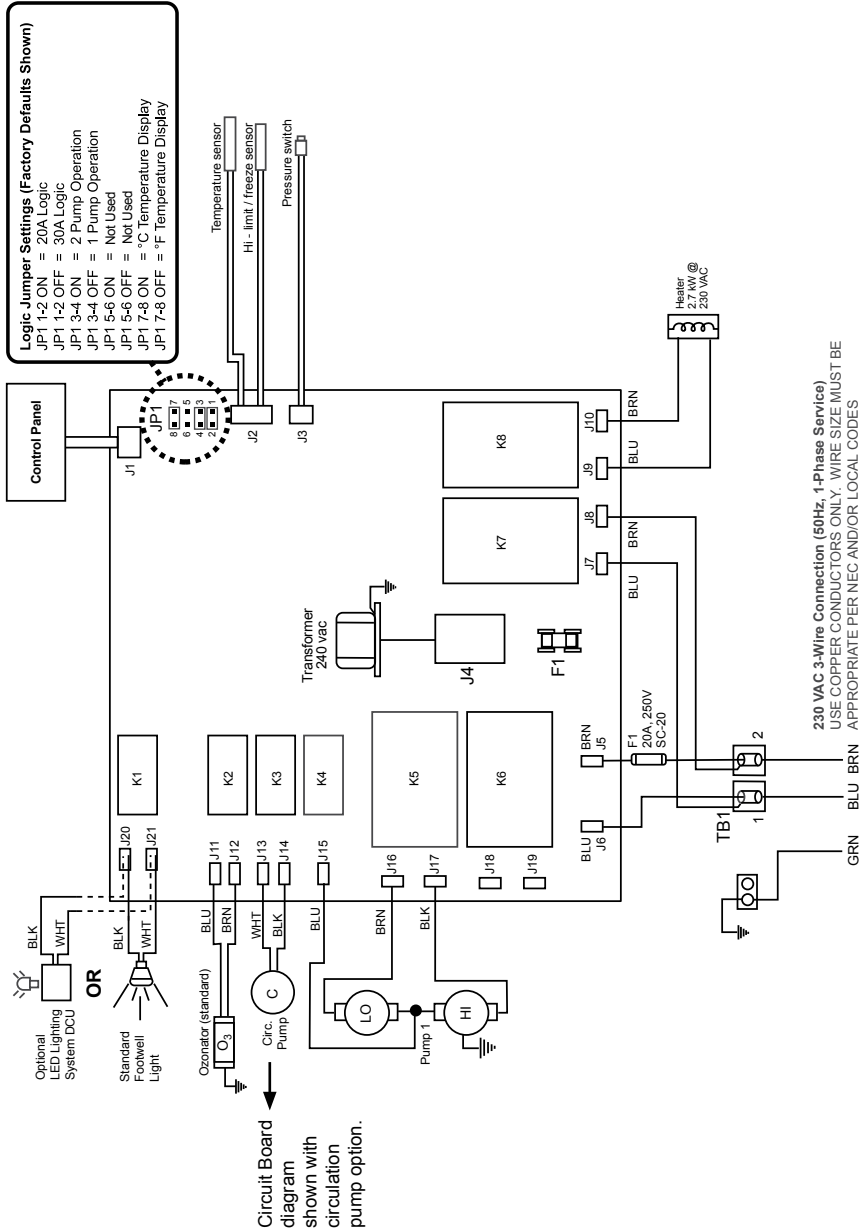 Logic Jumper Settings (Factory Defaults Shown)
JP1 1-2 ON = 20A Logic
JP1 1-2 OFF = 30A Logic
JP1 3-4 ON = 2 Pump Operation
JP1 3-4 OFF = 1 Pump Operation
JP1 5-6 ON = Not Used
JP1 5-6 OFF = Not Used
JP1 7-8 ON = °C Temperature Display
JP1 7-8 OFF = °F Temperature Display
Control Panel
J1
JP1
8 7
6 5
4 3
2 1
J2
J3
Temperature sensor
Hi - limit / freeze sensor
Pressure switch
Optional
LED Lighting
System DCU
BLK
WHT
OR
Standard
Footwell
Light
BLK
WHT
J20
J21
K1
Ozonator (standard)
O3
BLU
BRN
J11
J12
K2
Circ.
Pump
C
WHT
BLK
J13
J14
K3
BLU
J15
K4
Circuit Board
diagram
shown with
circulation
pump option.
Pump 1
LO
HI
BRN
BLK
J16
J17
K5
J18
J19
K6
Transformer
240 vac
J4
F1
K7
K8
BLU
J6
BRN
J5
F1
20A, 250V
SC-20
J7
BLU
J8
BRN
J9
BLU
J10
BRN
Heater
2.7 kW @
230 VAC
TB1
1
2
GRN
BLU
BRN
230 VAC 3-Wire Connection (50Hz, 1-Phase Service)
USE COPPER CONDUCTORS ONLY. WIRE SIZE MUST BE
APPROPRIATE PER NEC AND/OR LOCAL CODES